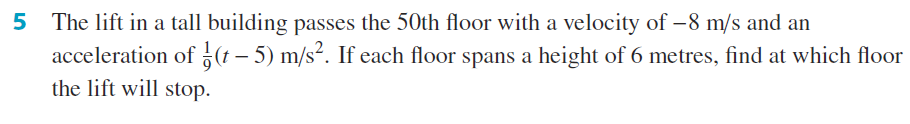 5 The lift in a tall building passes the 50th floor with a velocity of −8 m/s and an
acceleration of 1/9(t − 5) m/s². If each floor spans a height of 6 metres, find at which floor
the lift will stop.